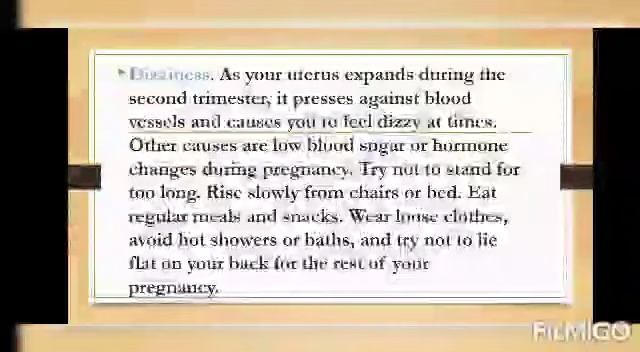 Dizziness. As your uterus expands during the
second trimester, it presses against blood
vessels and causes you to feel dizzy at times.
Other causes are low blood sugar or hormone
changes during pregnancy. Try not to stand for
too long. Rise slowly from chairs or bed. Eat
regular meals and snacks. Wear loose clothes,
avoid hot showers or baths, and try not to lie
flat on your back for the rest of your
pregnancy.
FILMIGO